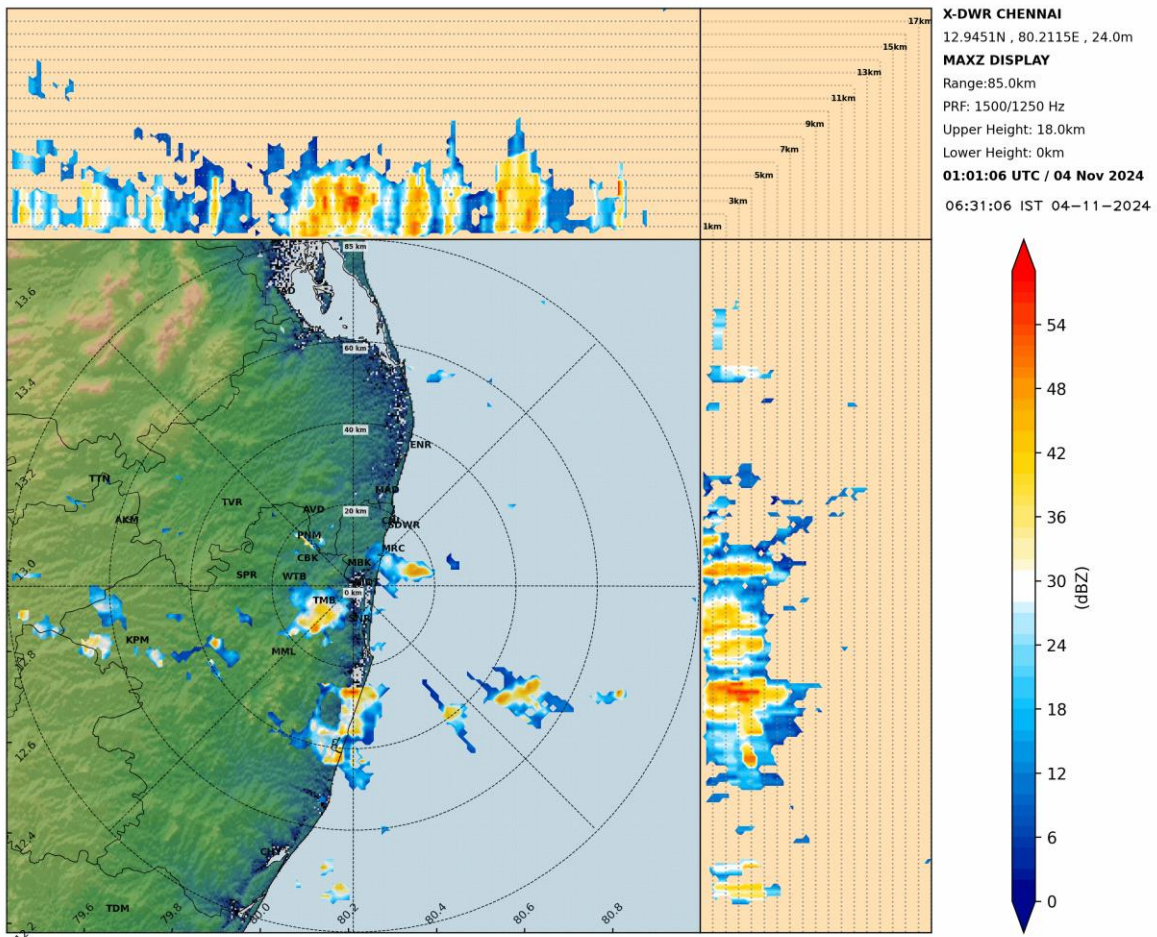 X-DWR CHENNAI
12.9451N , 80.2115E , 24.0m
MAXZ DISPLAY
Range:85.0km
PRF: 1500/1250 Hz
Upper Height: 18.0km
Lower Height: 0km
01:01:06 UTC / 04 Nov 2024
06:31:06 IST 04-11-2024
17km
15km
13km
11km
9km
7km
5km
3km
1km
85 km
60 km
40 km
20 km
0 km
13.6
13.4
13.2
13.0
12.8
12.6
12.4
12.2
79.6
79.8
80.0
80.2
80.4
80.6
80.8
ENR
TTN
TVR
AVD
AKM
SDWR
PNM
MRC
CBK
MBK
SPR
WTB
TMB
KPM
MML
CHY
TDM
54
48
42
36
30
24
18
12
6
0
(dBZ)